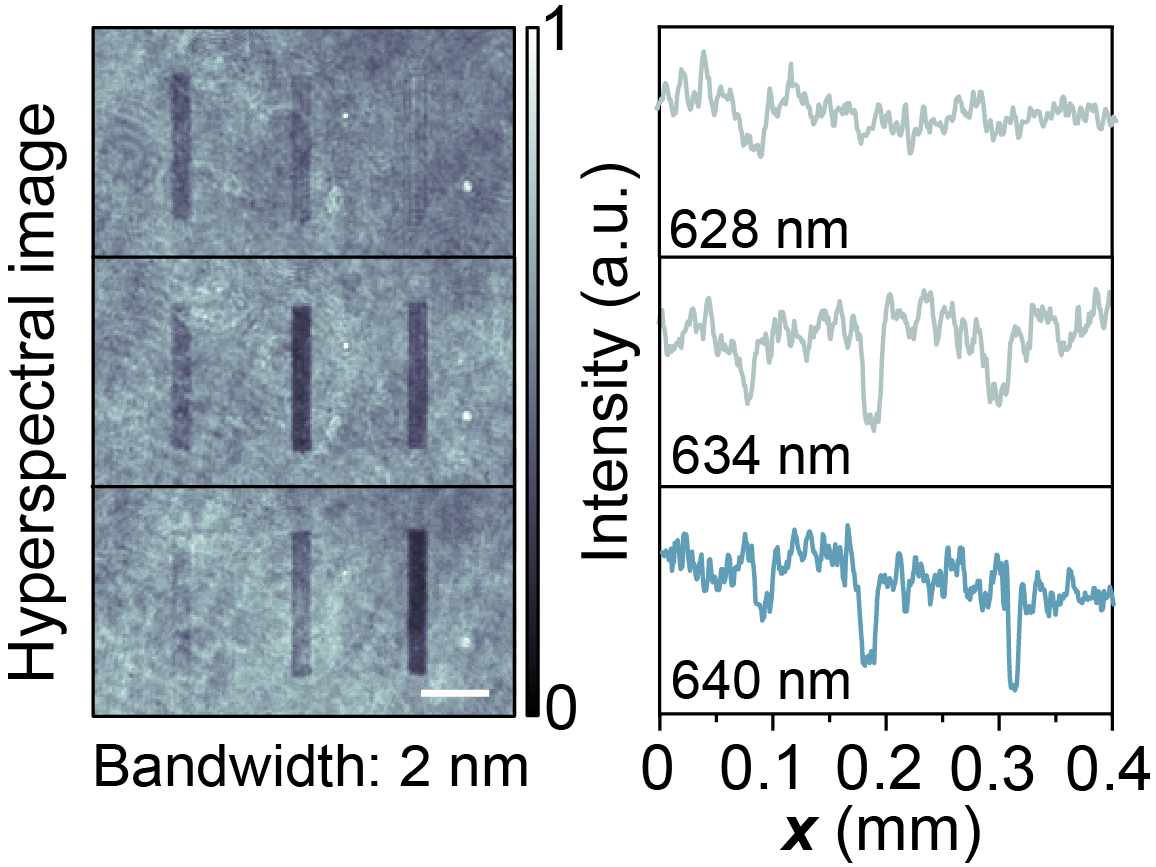 Hyperspectral image
1
0
Bandwidth: 2 nm
Intensity (a.u.)
628 nm
634 nm
640 nm
0 0.1 0.2 0.3 0.4
x (mm)